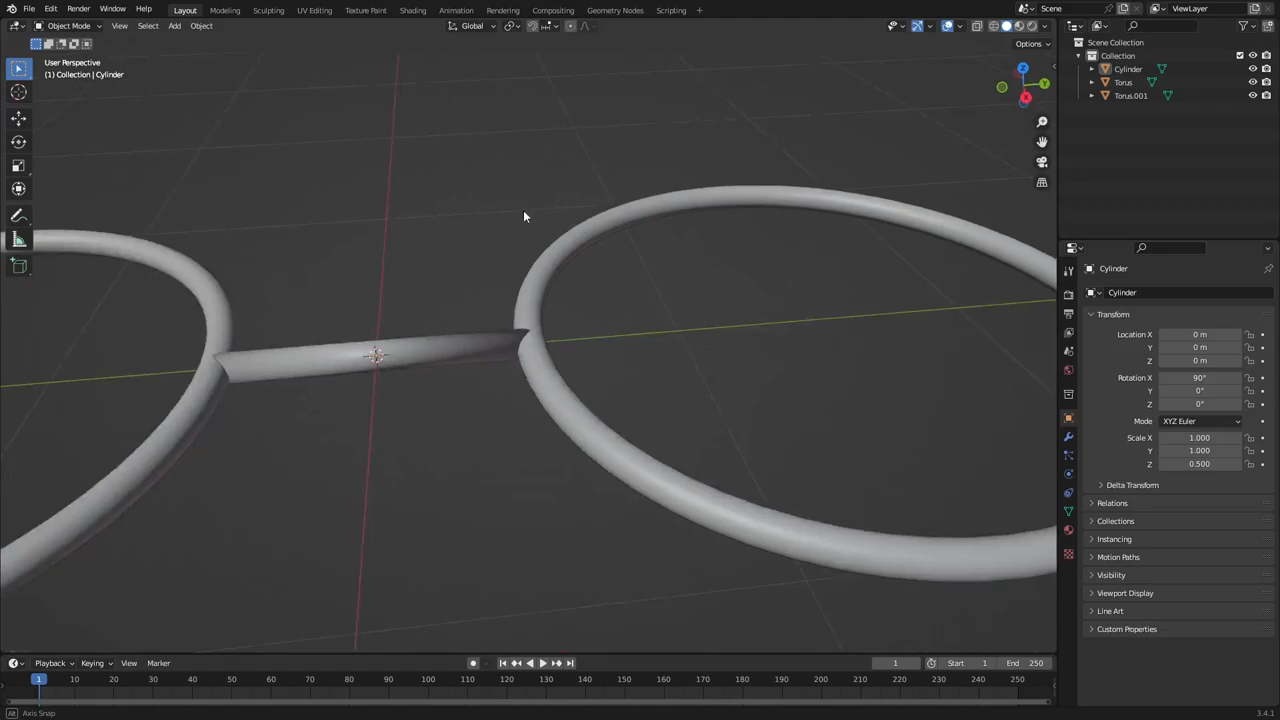 File Edit Render Window Help Layout Modeling Sculpting UV Editing Texture Paint Shading Animation Rendering Compositing Geometry Nodes Scripting Scene ViewLayer
Object Mode View Select Add Object Global
Options
User Perspective
(1) Collection | Cylinder
Z
Y
X
Scene Collection
Collection
Cylinder
Torus
Torus.001
Cylinder
Cylinder
Transform
Location X 0 m
Y 0 m
Z 0 m
Rotation X 90°
Y 0°
Z 0°
Mode XYZ Euler
Scale X 1.000
Y 1.000
Z 0.500
Delta Transform
Relations
Collections
Instancing
Motion Paths
Visibility
Viewport Display
Line Art
Custom Properties
Playback Keying View Marker 1 Start 1 End 250
1 10 20 30 40 50 60 70 80 90 100 110 120 130 140 150 160 170 180 190 200 210 220 230 240 250
Alt Axis Snap 3.4.1